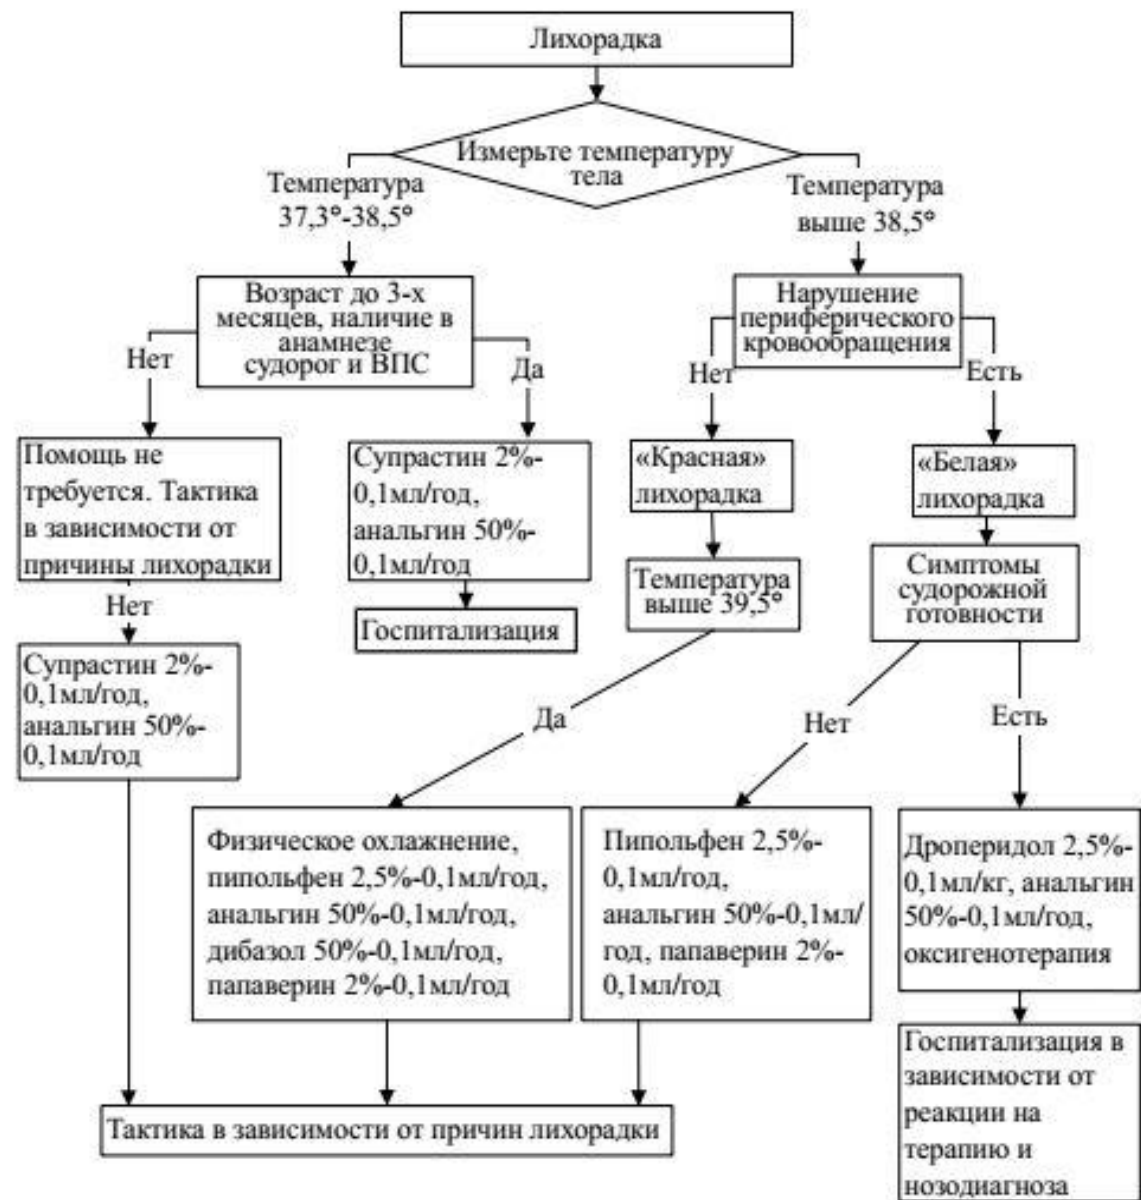 Лихорадка
Измерьте температуру
тела
Температура
37,3°-38,5°
Температура
выше 38,5°
Возраст до 3-х
месяцев, наличие в
анамнезе
судорог и ВПС
Нарушение
периферического
кровообращения
Нет
Да
Нет
Есть
Помощь не
требуется. Тактика
в зависимости от
причины лихорадки
Супрастин 2%-
0,1мл/год,
анальгин 50%-
0,1мл/год
«Красная»
лихорадка
«Белая»
лихорадка
Нет
Госпитализация
Температура
выше 39,5°
Симптомы
судорожной
готовности
Супрастин 2%-
0,1мл/год,
анальгин 50%-
0,1мл/год
Да
Нет
Есть
Физическое охлажнение,
пипольфен 2,5%-0,1мл/год,
анальгин 50%-0,1мл/год,
дибазол 50%-0,1мл/год,
папаверин 2%-0,1мл/год
Пипольфен 2,5%-
0,1мл/год,
анальгин 50%-0,1мл/
год, папаверин 2%-
0,1мл/год
Дроперидол 2,5%-
0,1мл/кг, анальгин
50%-0,1мл/год,
оксигенотерапия
Тактика в зависимости от причин лихорадки
Госпитализация в
зависимости от
реакции на
терапию и
нозодиагноза